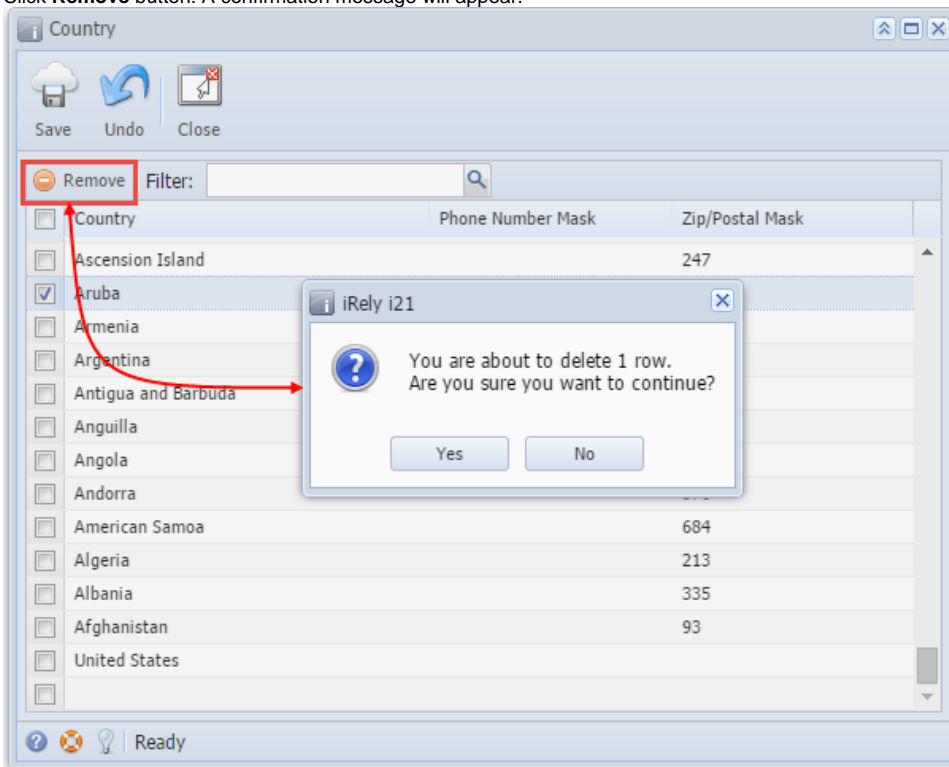 Click Remove button. A confirmation message will appear.
Country
Save Undo Close
Remove Filter:
Country Phone Number Mask Zip/Postal Mask
Ascension Island 247
Aruba
Armenia
Argentina
Antigua and Barbuda
Anguilla
Angola
Andorra
American Samoa 684
Algeria 213
Albania 335
Afghanistan 93
United States
iRely i21
You are about to delete 1 row.
Are you sure you want to continue?
Yes No
Ready